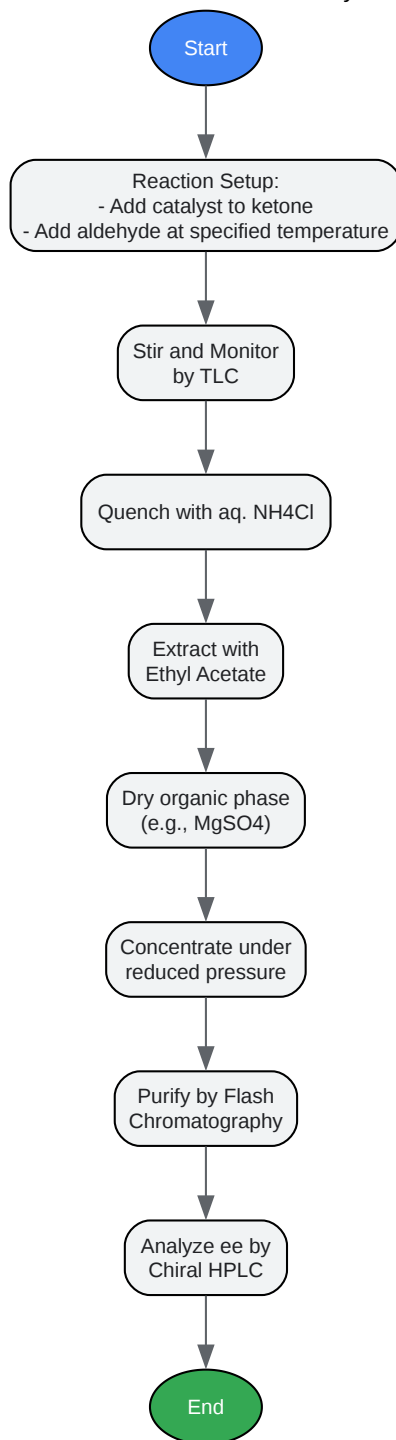 Start
Reaction Setup:
- Add catalyst to ketone
- Add aldehyde at specified temperature
Stir and Monitor
by TLC
Quench with aq. NH4Cl
Extract with
Ethyl Acetate
Dry organic phase
(e.g., MgSO4)
Concentrate under
reduced pressure
Purify by Flash
Chromatography
Analyze ee by
Chiral HPLC
End